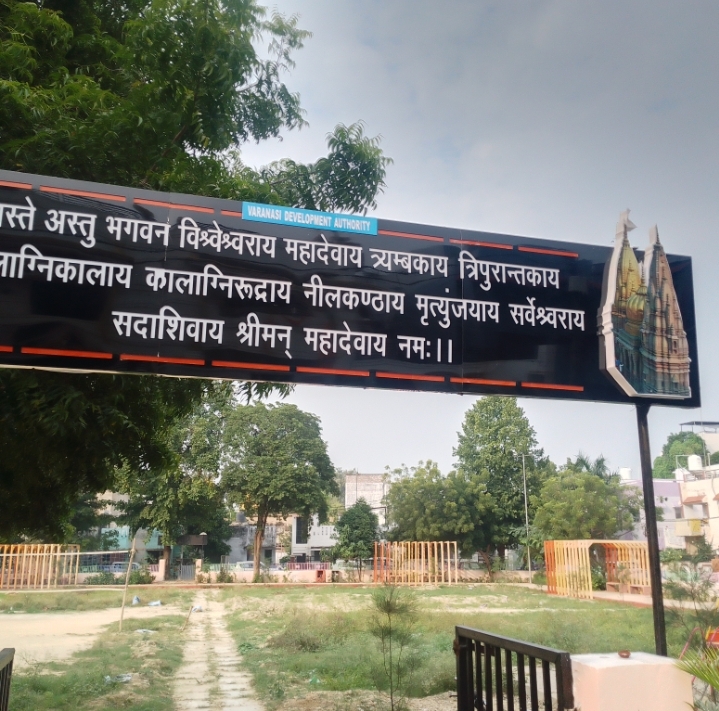 VARANASI DEVELOPMENT AUTHORITY
अस्तु भगवन विश्वेश्वराय महादेवाय त्र्यम्बकाय त्रिपुरान्तकाय
कालाग्निरूद्राय नीलकण्ठाय मृत्युंजयाय सर्वेश्वराय
सदाशिवाय श्रीमन् महादेवाय नमः।।